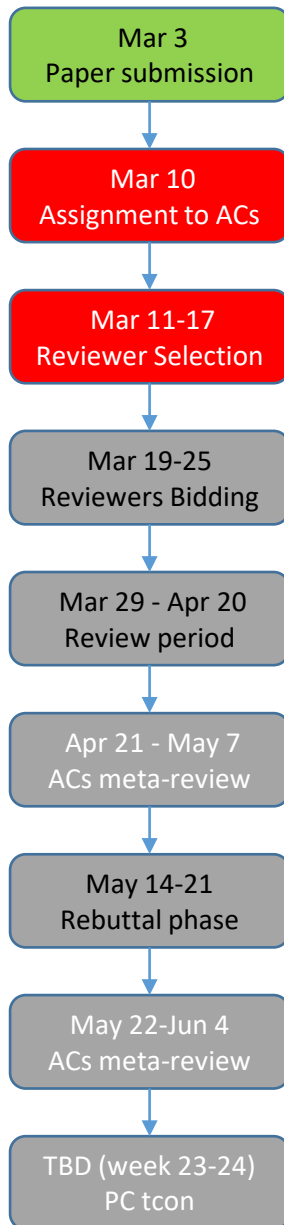 Mar 3
Paper submission
Mar 10
Assignment to ACs
Mar 11-17
Reviewer Selection
Mar 19-25
Reviewers Bidding
Mar 29 - Apr 20
Review period
Apr 21 - May 7
ACs meta-review
May 14-21
Rebuttal phase
May 22-Jun 4
ACs meta-review
TBD (week 23-24)
PC tcon